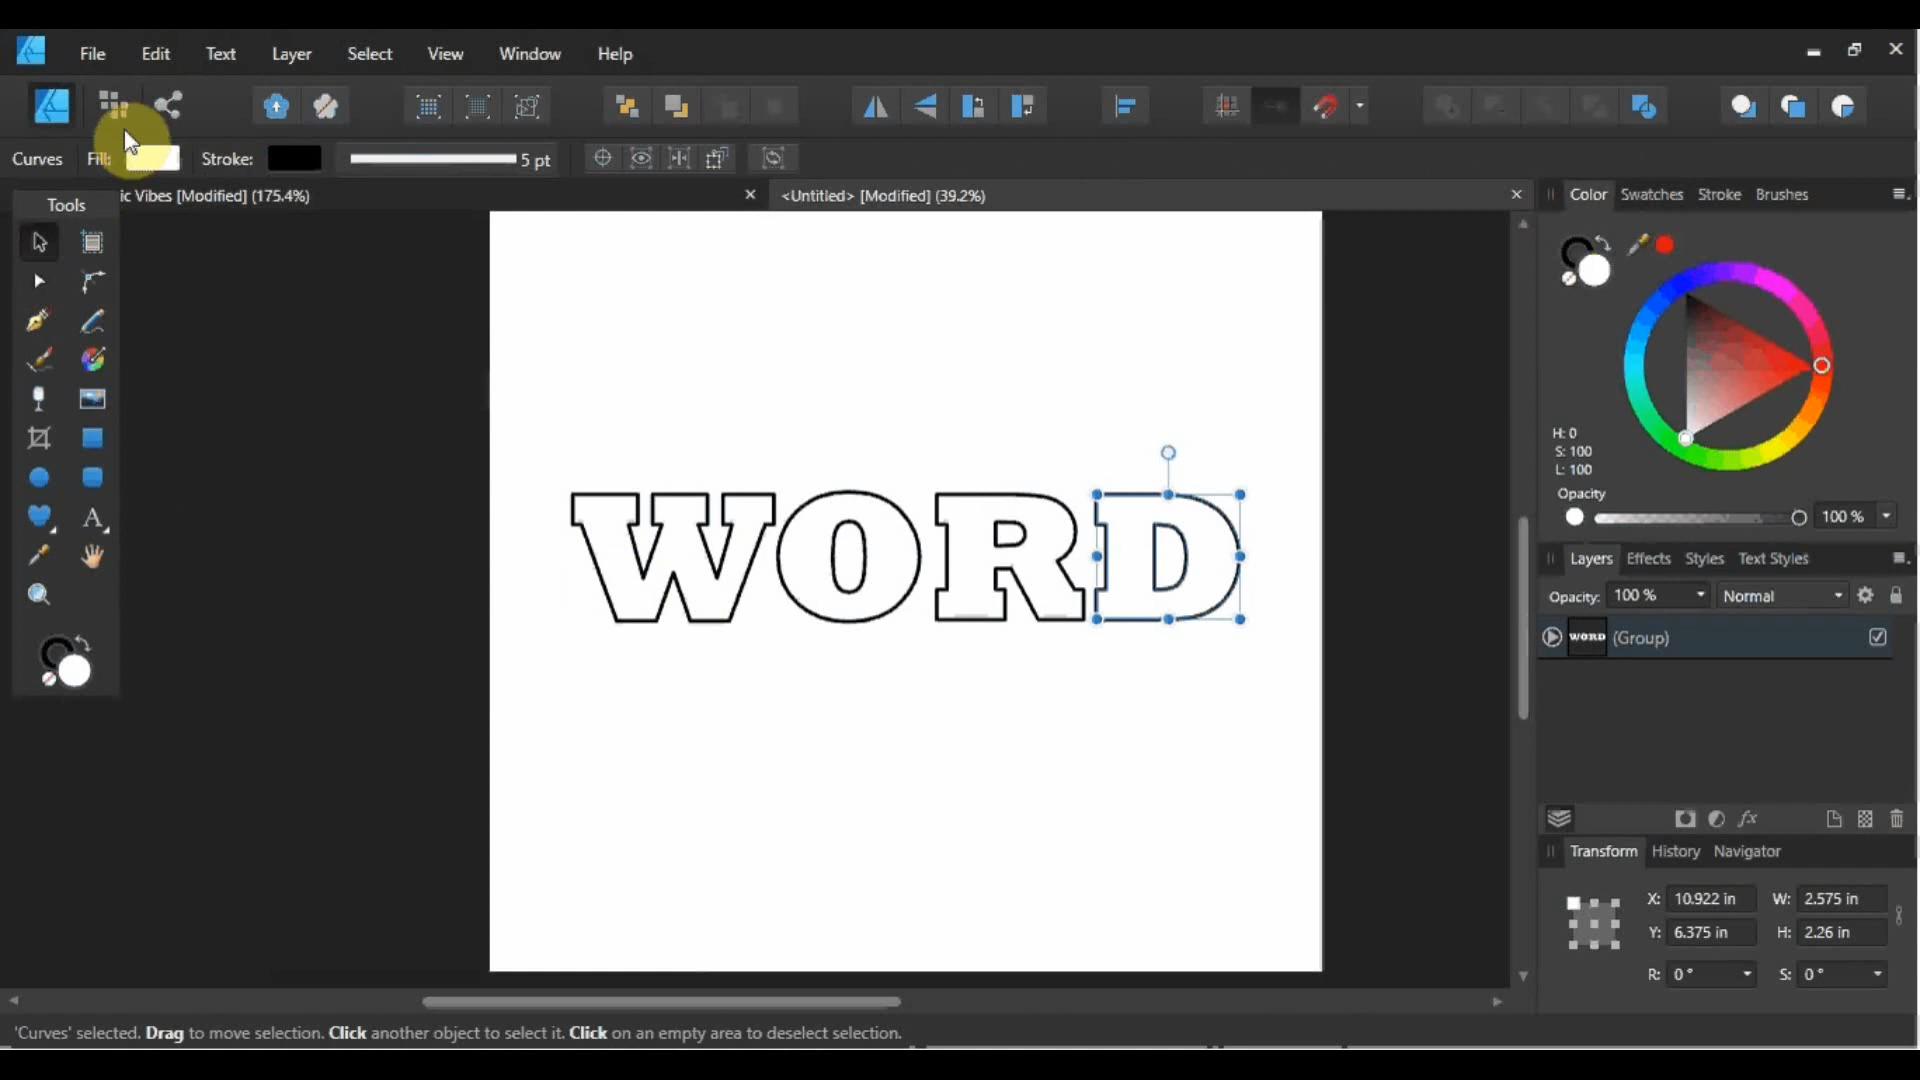 File Edit Text Layer Select View Window Help
Curves Fill: Stroke: 5 pt
Tools
ic Vibes [Modified] (175.4%)
<Untitled> [Modified] (39.2%)
Color Swatches Stroke Brushes
H: 0
S: 100
L: 100
Opacity
100 %
WORD
Layers Effects Styles Text Styles
Opacity: 100 % Normal
WORD (Group)
Transform History Navigator
X: 10.922 in W: 2.575 in
Y: 6.375 in H: 2.26 in
R: 0 ° S: 0 °
'Curves' selected. Drag to move selection. Click another object to select it. Click on an empty area to deselect selection.